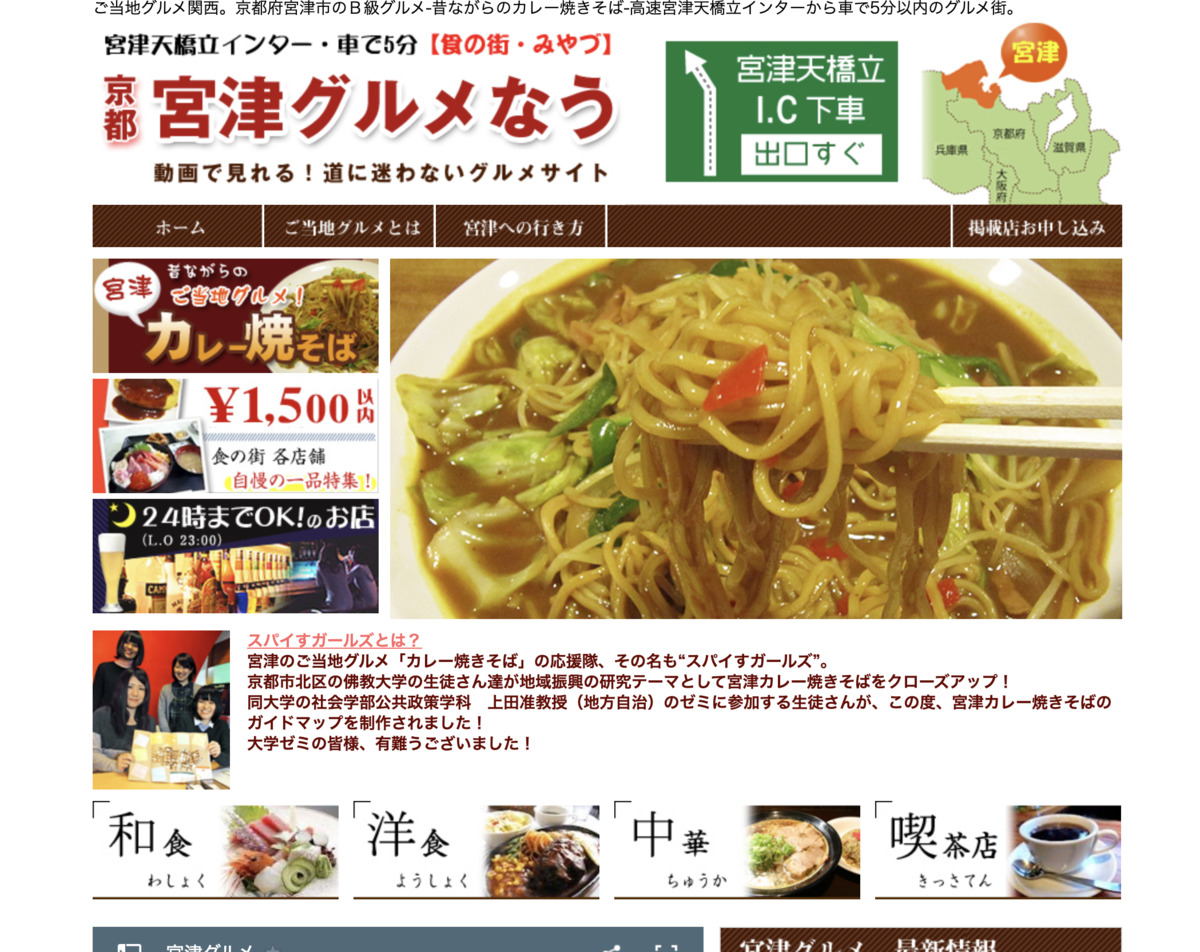 ご当地グルメ関西。京都府宮津市のＢ級グルメ-昔ながらのカレー焼きそば-高速宮津天橋立インターから車で5分以内のグルメ街。
宮津天橋立インター・車で5分【食の街・みやづ】
京都
宮津グルメなう
動画で見れる！道に迷わないグルメサイト
宮津天橋立
I.C 下車
出口すぐ
宮津
京都府
兵庫県
滋賀県
大阪府
ホーム
ご当地グルメとは
宮津への行き方
掲載店お申し込み
宮津
昔ながらの
ご当地グルメ！
カレー焼そば
¥1,500以内
食の街 各店舗
自慢の一品特集！
24時までOK!のお店
(L.O 23:00)
スパイすガールズとは？
宮津のご当地グルメ「カレー焼きそば」の応援隊、その名も“スパイすガールズ”。
京都市北区の佛教大学の生徒さん達が地域振興の研究テーマとして宮津カレー焼きそばをクローズアップ！
同大学の社会学部公共政策学科　上田准教授（地方自治）のゼミに参加する生徒さんが、この度、宮津カレー焼きそばの
ガイドマップを制作されました！
大学ゼミの皆様、有難うございました！
和食
わしょく
洋食
ようしょく
中華
ちゅうか
喫茶店
きっさてん
宮津グルメ
宮津グルメ 最新情報